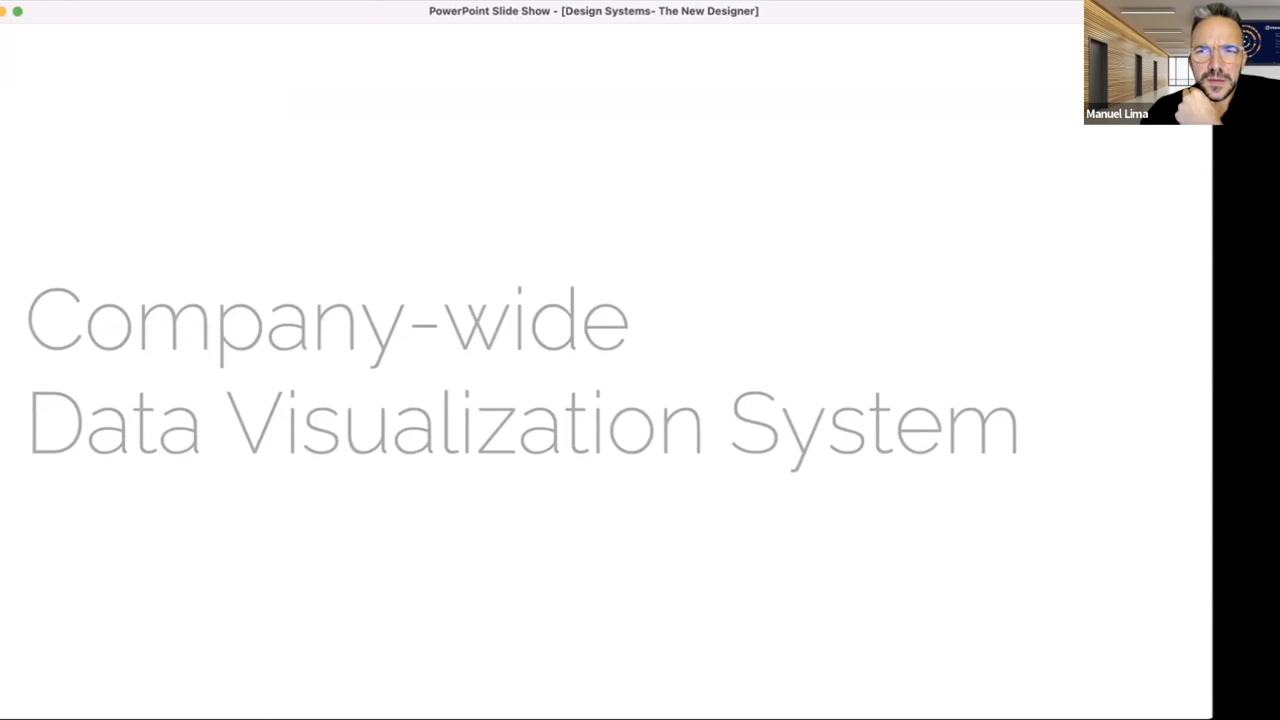 PowerPoint Slide Show - [Design Systems- The New Designer]
Manuel Lima
Company-wide
Data Visualization System